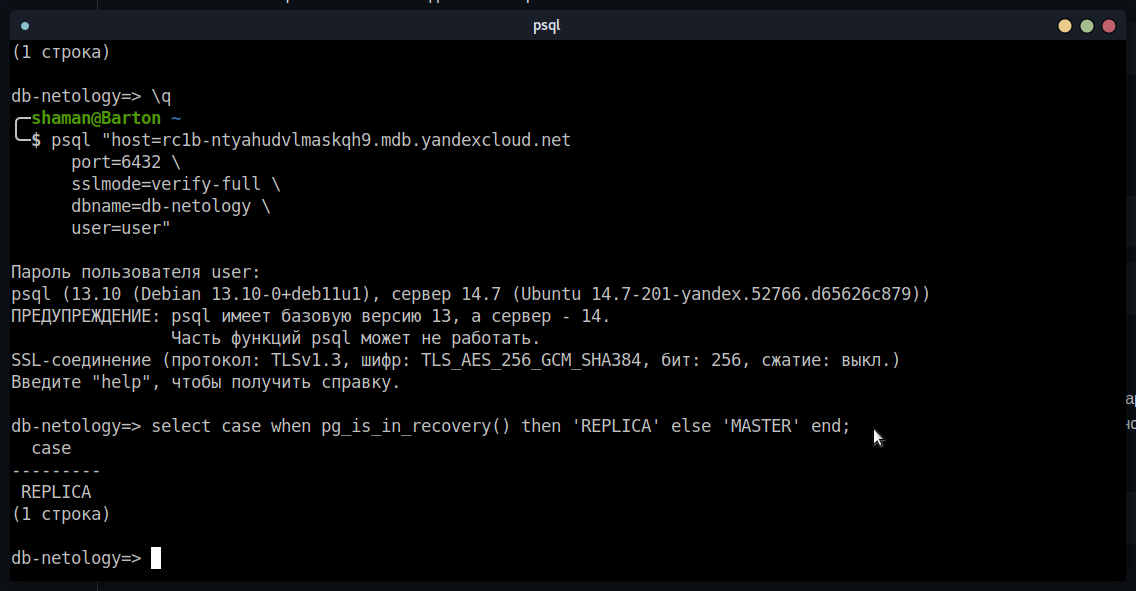 psql
(1 строка)
db-netology=> \q
shaman@Barton ~
$ psql "host=rc1b-ntyahudvlmaskqh9.mdb.yandexcloud.net
port=6432 \
sslmode=verify-full \
dbname=db-netology \
user=user"
Пароль пользователя user:
psql (13.10 (Debian 13.10-0+deb11u1), сервер 14.7 (Ubuntu 14.7-201-yandex.52766.d65626c879))
ПРЕДУПРЕЖДЕНИЕ: psql имеет базовую версию 13, а сервер - 14.
Часть функций psql может не работать.
SSL-соединение (протокол: TLSv1.3, шифр: TLS_AES_256_GCM_SHA384, бит: 256, сжатие: выкл.)
Введите "help", чтобы получить справку.
db-netology=> select case when pg_is_in_recovery() then 'REPLICA' else 'MASTER' end;
case
---------
REPLICA
(1 строка)
db-netology=>